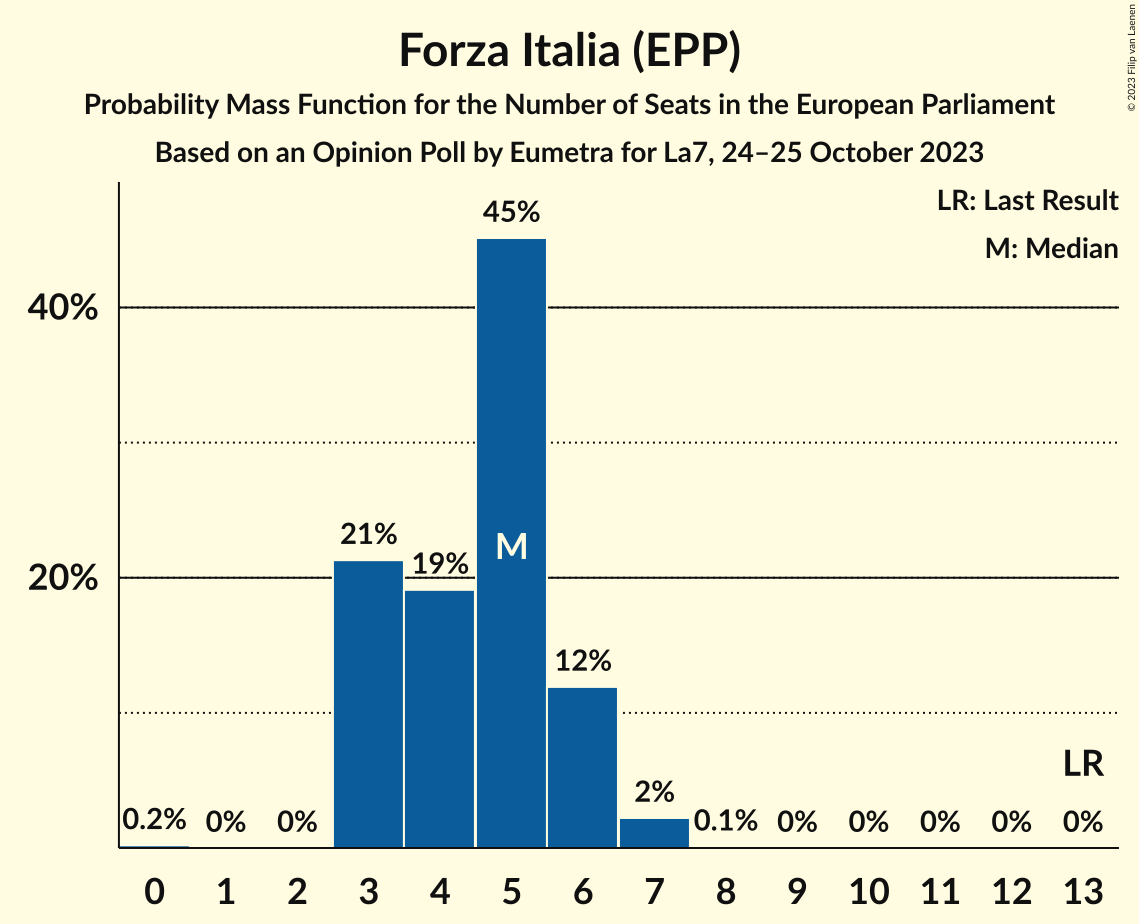 Forza Italia (EPP)
Probability Mass Function for the Number of Seats in the European Parliament
Based on an Opinion Poll by Eumetra for La7, 24–25 October 2023
© 2023 Filip van Laenen
LR: Last Result
M: Median
45%
40%
21%
19%
M
20%
12%
LR
2%
0.2% 0% 0% 0.1% 0% 0% 0% 0% 0%
0 1 2 3 4 5 6 7 8 9 10 11 12 13